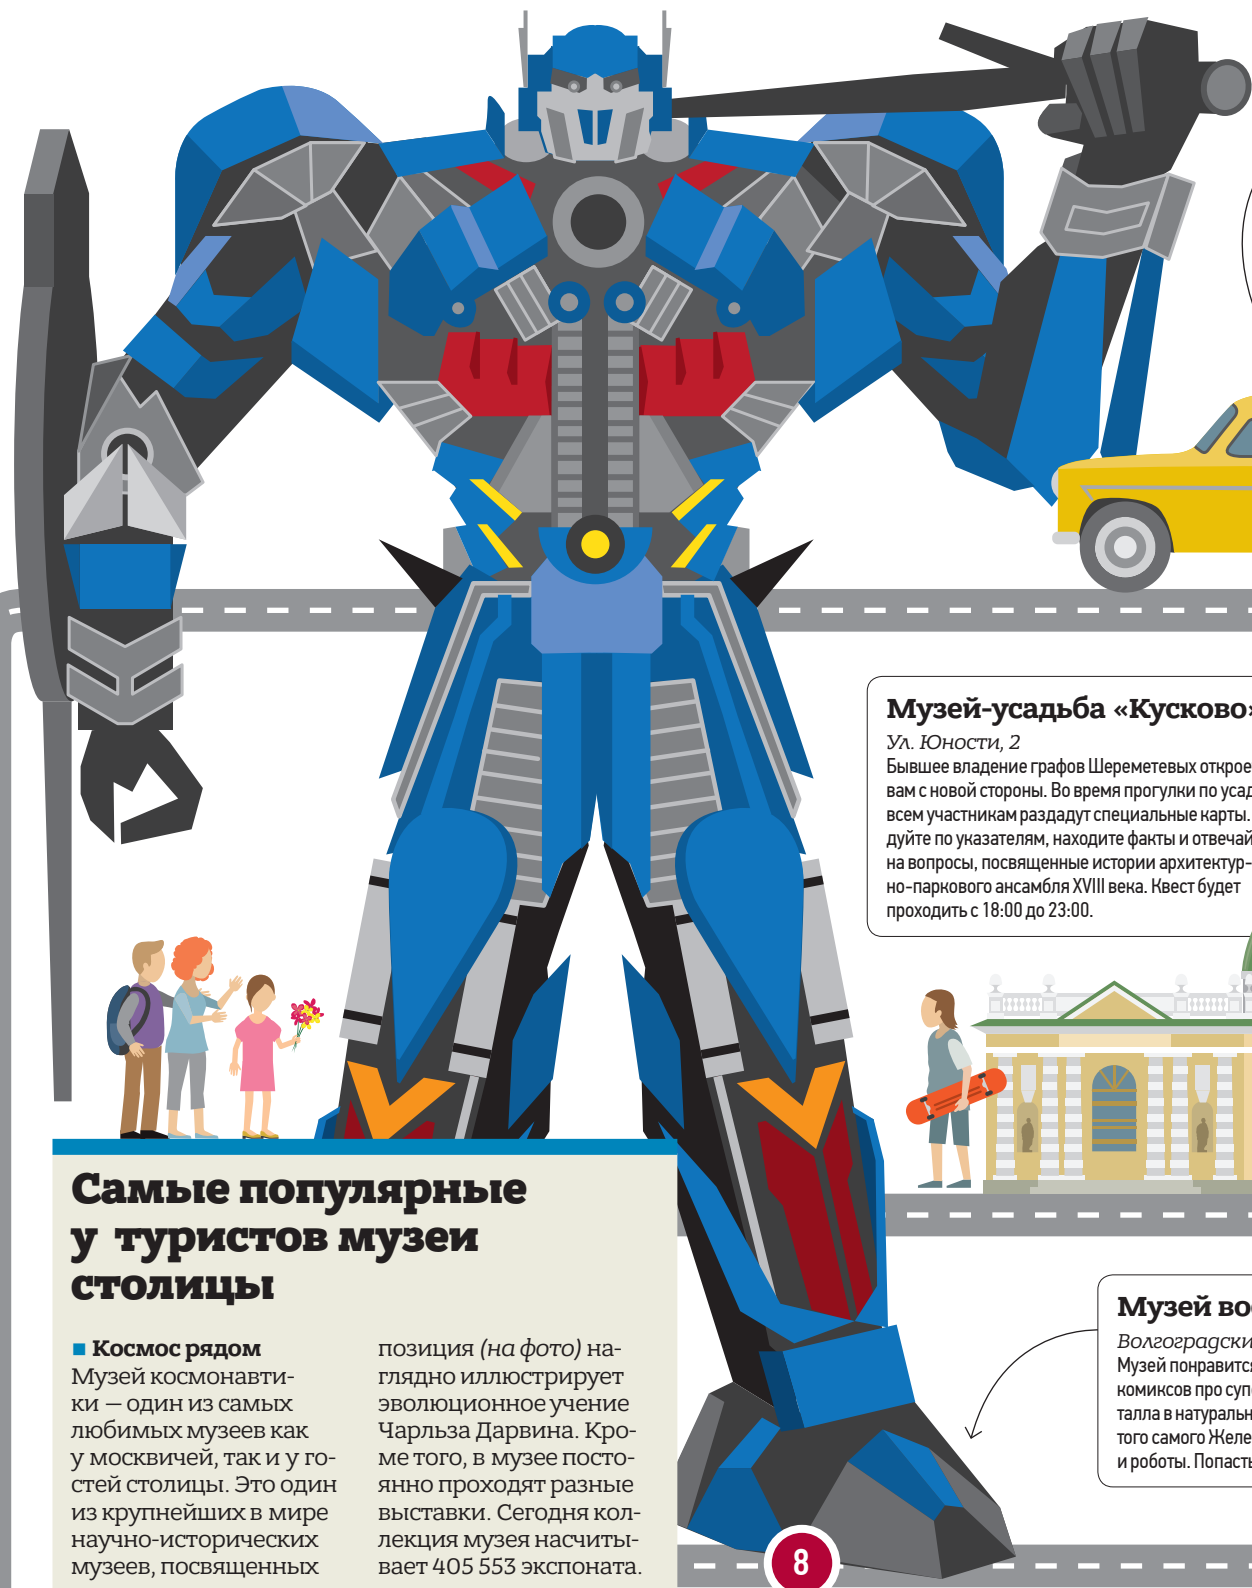 Музей-усадьба «Кусково»
Ул. Юности, 2
Бывшее владение графов Шереметевых откроет
вам с новой стороны. Во время прогулки по усад
всем участникам раздадут специальные карты.
дуйте по указателям, находите факты и отвечай
на вопросы, посвященные истории архитектур-
но-паркового ансамбля XVIII века. Квест будет
проходить с 18:00 до 23:00.
Самые популярные
у туристов музеи
столицы
Космос рядом
Музей космонавти-
ки – один из самых
любимых музеев как
у москвичей, так и у го-
стей столицы. Это один
из крупнейших в мире
научно-исторических
музеев, посвященных
позиция (на фото) на-
глядно иллюстрирует
эволюционное учение
Чарльза Дарвина. Кро-
ме того, в музее посто-
янно проходят разные
выставки. Сегодня кол-
лекция музея насчиты-
вает 405 553 экспоната.
Музей во
Волгоградски
Музей понравится
комиксов про суп
талла в натуральн
того самого Желе
и роботы. Попасть
8